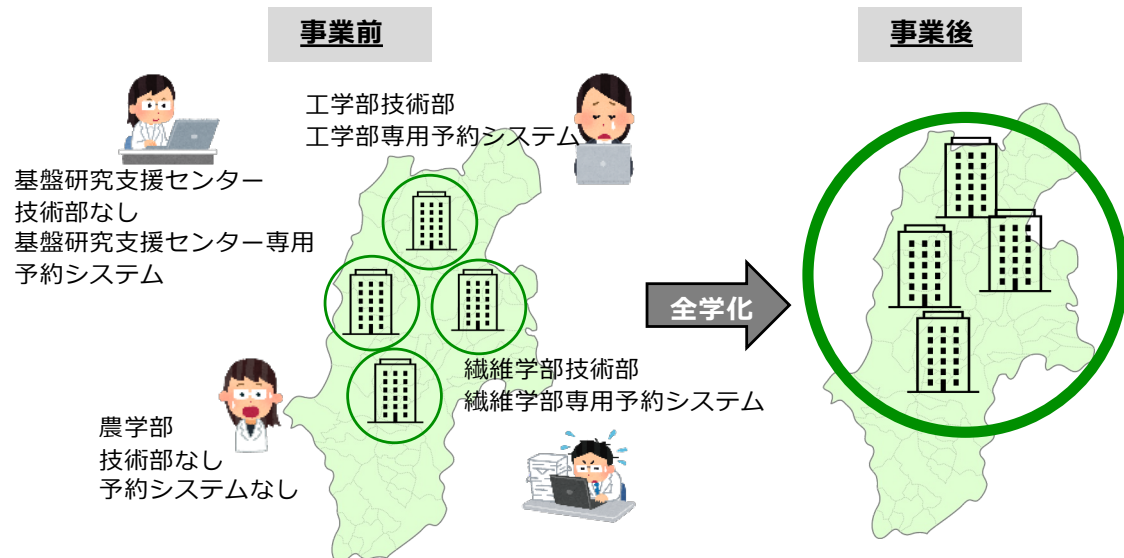 事業前
事業後
工学部技術部
工学部専用予約システム
基盤研究支援センター
技術部なし
基盤研究支援センター専用
予約システム
全学化
繊維学部技術部
繊維学部専用予約システム
農学部
技術部なし
予約システムなし